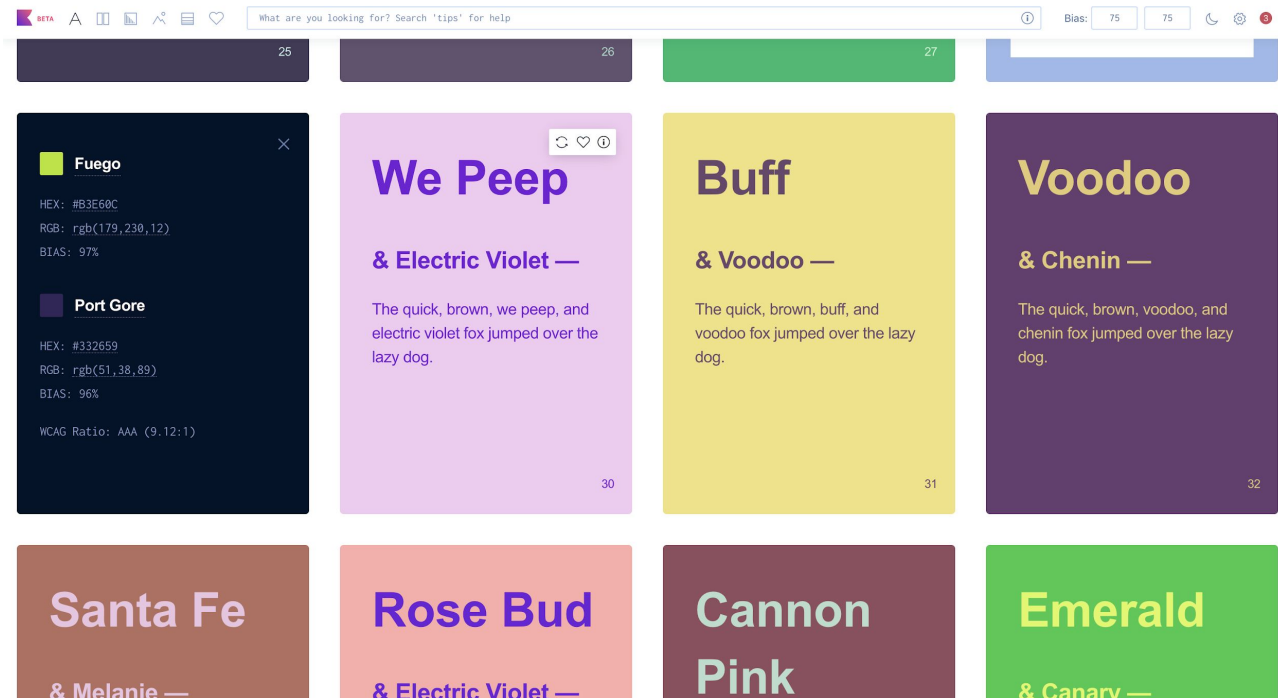 BETA
What are you looking for? Search 'tips' for help
Bias: 75 75
3
25
26
27
Fuego
HEX: #B3E60C
RGB: rgb(179,230,12)
BIAS: 97%
Port Gore
HEX: #332659
RGB: rgb(51,38,89)
BIAS: 96%
WCAG Ratio: AAA (9.12:1)
We Peep
& Electric Violet —
The quick, brown, we peep, and
electric violet fox jumped over the
lazy dog.
30
Buff
& Voodoo —
The quick, brown, buff, and
voodoo fox jumped over the lazy
dog.
31
Voodoo
& Chenin —
The quick, brown, voodoo, and
chenin fox jumped over the lazy
dog.
32
Santa Fe
& Melanie —
Rose Bud
& Electric Violet —
Cannon
Pink
Emerald
& Canary —